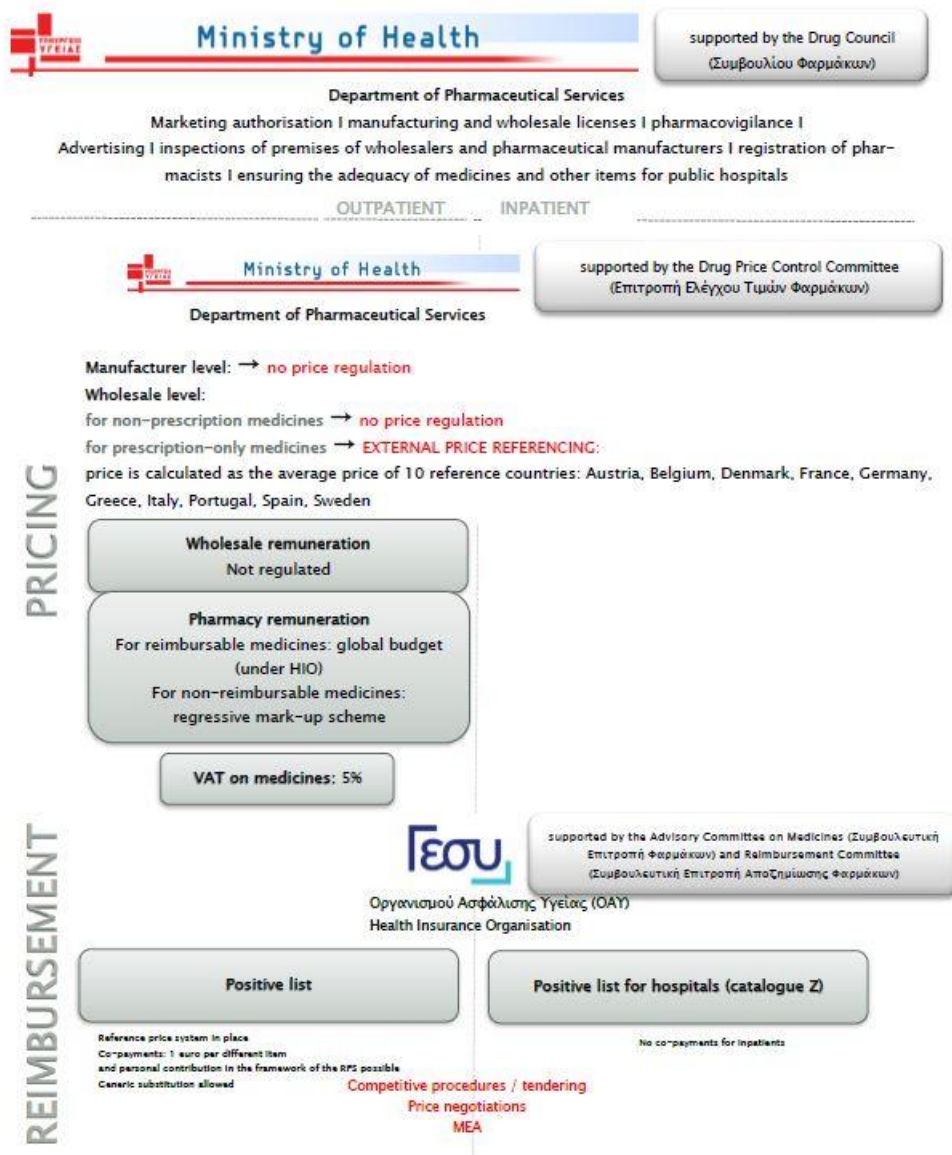 ΥΠΟΥΡΓΕΙΟ
ΥΓΕΙΑΣ
Ministry of Health
supported by the Drug Council
(Συμβουλίου Φαρμάκων)
Department of Pharmaceutical Services
Marketing authorisation I manufacturing and wholesale licenses I pharmacovigilance I
Advertising I inspections of premises of wholesalers and pharmaceutical manufacturers I registration of phar-
macists I ensuring the adequacy of medicines and other items for public hospitals
OUTPATIENT INPATIENT
Ministry of Health
supported by the Drug Price Control Committee
(Επιτροπή Ελέγχου Τιμών Φαρμάκων)
Department of Pharmaceutical Services
PRICING
Manufacturer level: → no price regulation
Wholesale level:
for non-prescription medicines → no price regulation
for prescription-only medicines → EXTERNAL PRICE REFERENCING:
price is calculated as the average price of 10 reference countries: Austria, Belgium, Denmark, France, Germany,
Greece, Italy, Portugal, Spain, Sweden
Wholesale remuneration
Not regulated
Pharmacy remuneration
For reimbursable medicines: global budget
(under HIO)
For non-reimbursable medicines:
regressive mark-up scheme
VAT on medicines: 5%
REIMBURSEMENT
Γεσυ
supported by the Advisory Committee on Medicines (Συμβουλευτική
Επιτροπή Φαρμάκων) and Reimbursement Committee
(Συμβουλευτική Επιτροπή Αποζημίωσης Φαρμάκων)
Οργανισμού Ασφάλισης Υγείας (ΟΑΥ)
Health Insurance Organisation
Positive list
Positive list for hospitals (catalogue Z)
Reference price system in place
Co-payments: 1 euro per different item
and personal contribution in the framework of the RPS possible
Generic substitution allowed
No co-payments for inpatients
Competitive procedures / tendering
Price negotiations
MEA